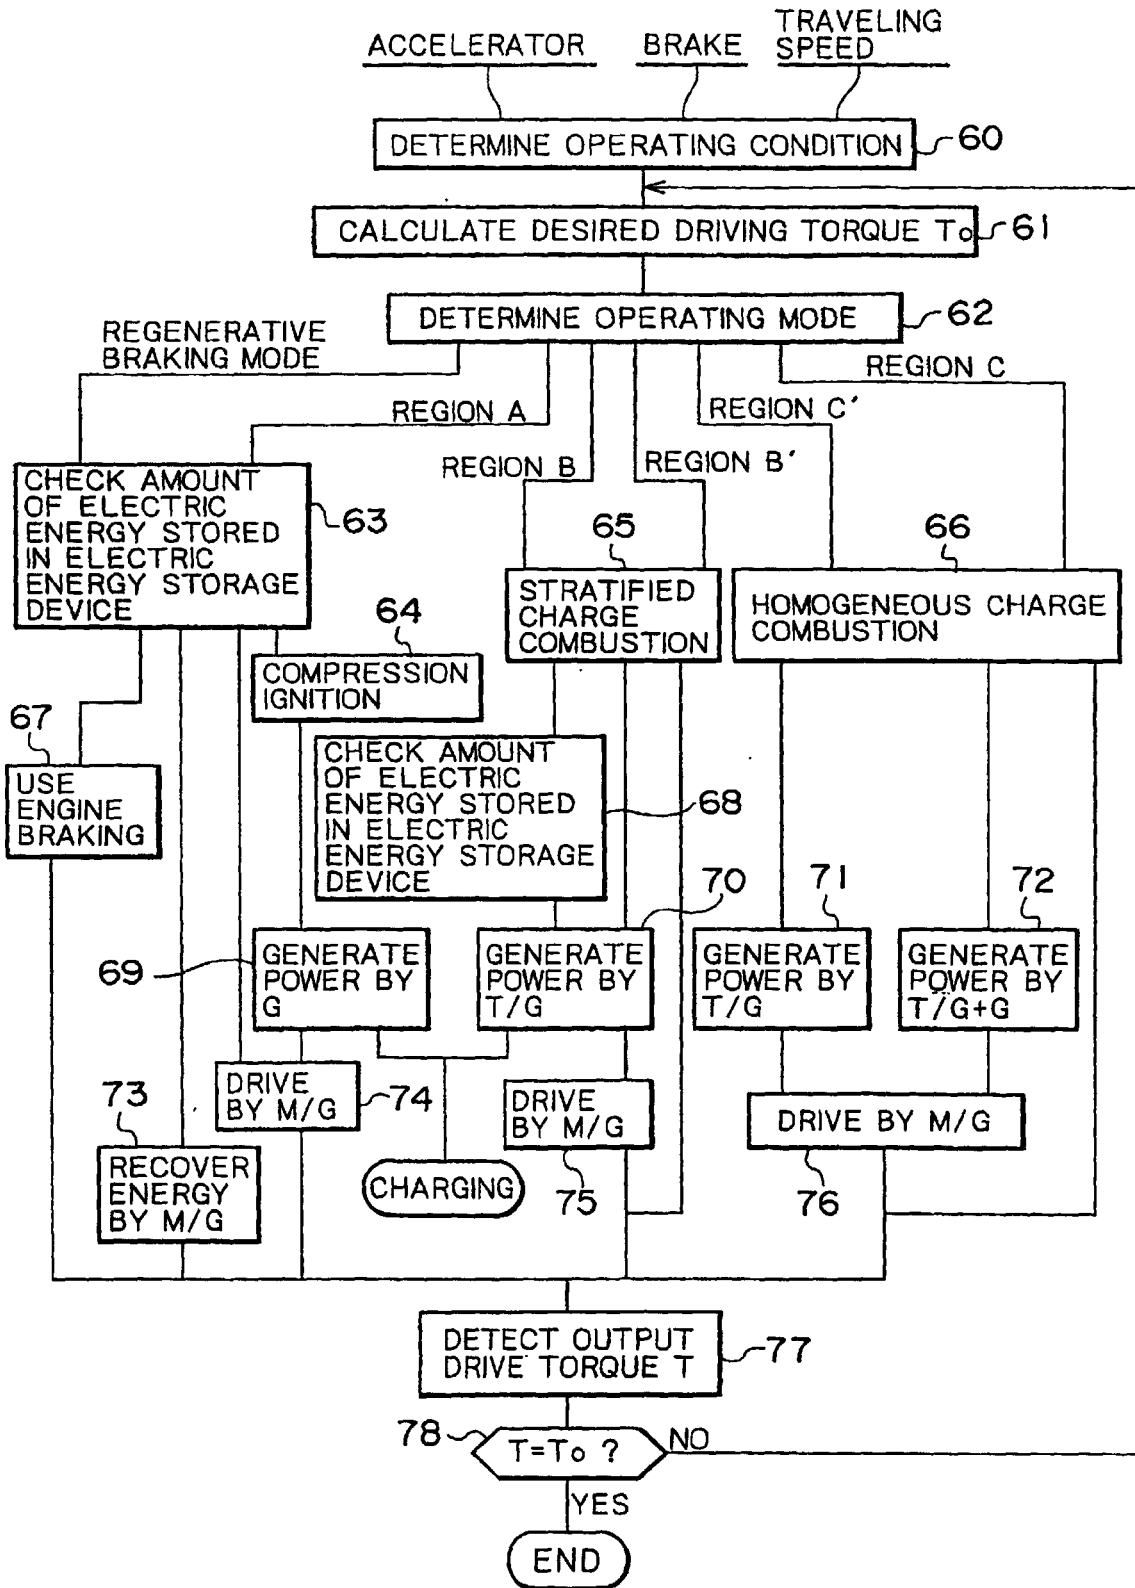 ACCELERATOR
BRAKE
TRAVELING
SPEED
DETERMINE OPERATING CONDITION
60
CALCULATE DESIRED DRIVING TORQUE To
61
DETERMINE OPERATING MODE
62
REGENERATIVE
BRAKING MODE
REGION A
REGION B
REGION B'
REGION C'
REGION C
CHECK AMOUNT
OF ELECTRIC
ENERGY STORED
IN ELECTRIC
ENERGY STORAGE
DEVICE
63
64
COMPRESSION
IGNITION
65
STRATIFIED
CHARGE
COMBUSTION
66
HOMOGENEOUS CHARGE
COMBUSTION
67
USE
ENGINE
BRAKING
CHECK AMOUNT
OF ELECTRIC
ENERGY STORED
IN ELECTRIC
ENERGY STORAGE
DEVICE
68
69
GENERATE
POWER BY
G
70
GENERATE
POWER BY
T/G
71
GENERATE
POWER BY
T/G
72
GENERATE
POWER BY
T/G+G
73
RECOVER
ENERGY
BY M/G
DRIVE
BY M/G
74
CHARGING
DRIVE
BY M/G
75
DRIVE BY M/G
76
DETECT OUTPUT
DRIVE TORQUE T
77
78
T=To ?
NO
YES
END